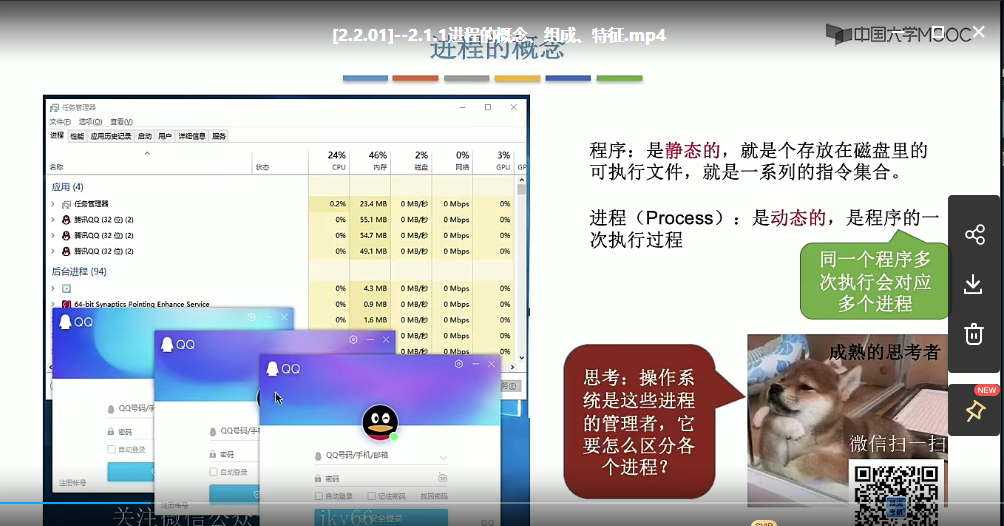 [2.2.01]--2.1.1进程的概念、组成、特征.mp4
中国大学MOOC
进程的概念
任务管理器
文件(F) 选项(O) 查看(V)
进程 性能 应用历史记录 启动 用户 详细信息 服务
24% 46% 2% 0% 3%
名称 状态 CPU 内存 磁盘 网络 GPU GP
应用 (4)
任务管理器 0.2% 23.4 MB 0 MB/秒 0 Mbps 0%
腾讯QQ (32 位) (2) 0% 55.1 MB 0 MB/秒 0 Mbps 0%
腾讯QQ (32 位) (2) 0% 54.7 MB 0 MB/秒 0 Mbps 0%
腾讯QQ (32 位) (2) 0% 49.1 MB 0 MB/秒 0 Mbps 0%
后台进程 (94)
0% 4.3 MB 0 MB/秒 0 Mbps 0%
64-bit Synaptics Pointing Enhance Service 0% 0.9 MB 0 MB/秒 0 Mbps 0%
0% 1.6 MB 0 MB/秒 0 Mbps 0%
0 MB/秒 0 Mbps 0%
0 MB/秒 0 Mbps 0%
QQ
QQ号码/手
密码
自动登录
注册帐号
QQ
QQ号码/手
密码
自动登录
注册帐号
QQ
QQ号码/手机/邮箱
密码
自动登录 记住密码 找回密码
安全登录
程序：是静态的，就是个存放在磁盘里的
可执行文件，就是一系列的指令集合。
进程（Process）：是动态的，是程序的一
次执行过程
同一个程序多
次执行会对应
多个进程
思考：操作系
统是这些进程
的管理者，它
要怎么区分各
个进程？
成熟的思考者
微信扫一扫
关注微信公众
NEW
SVIP